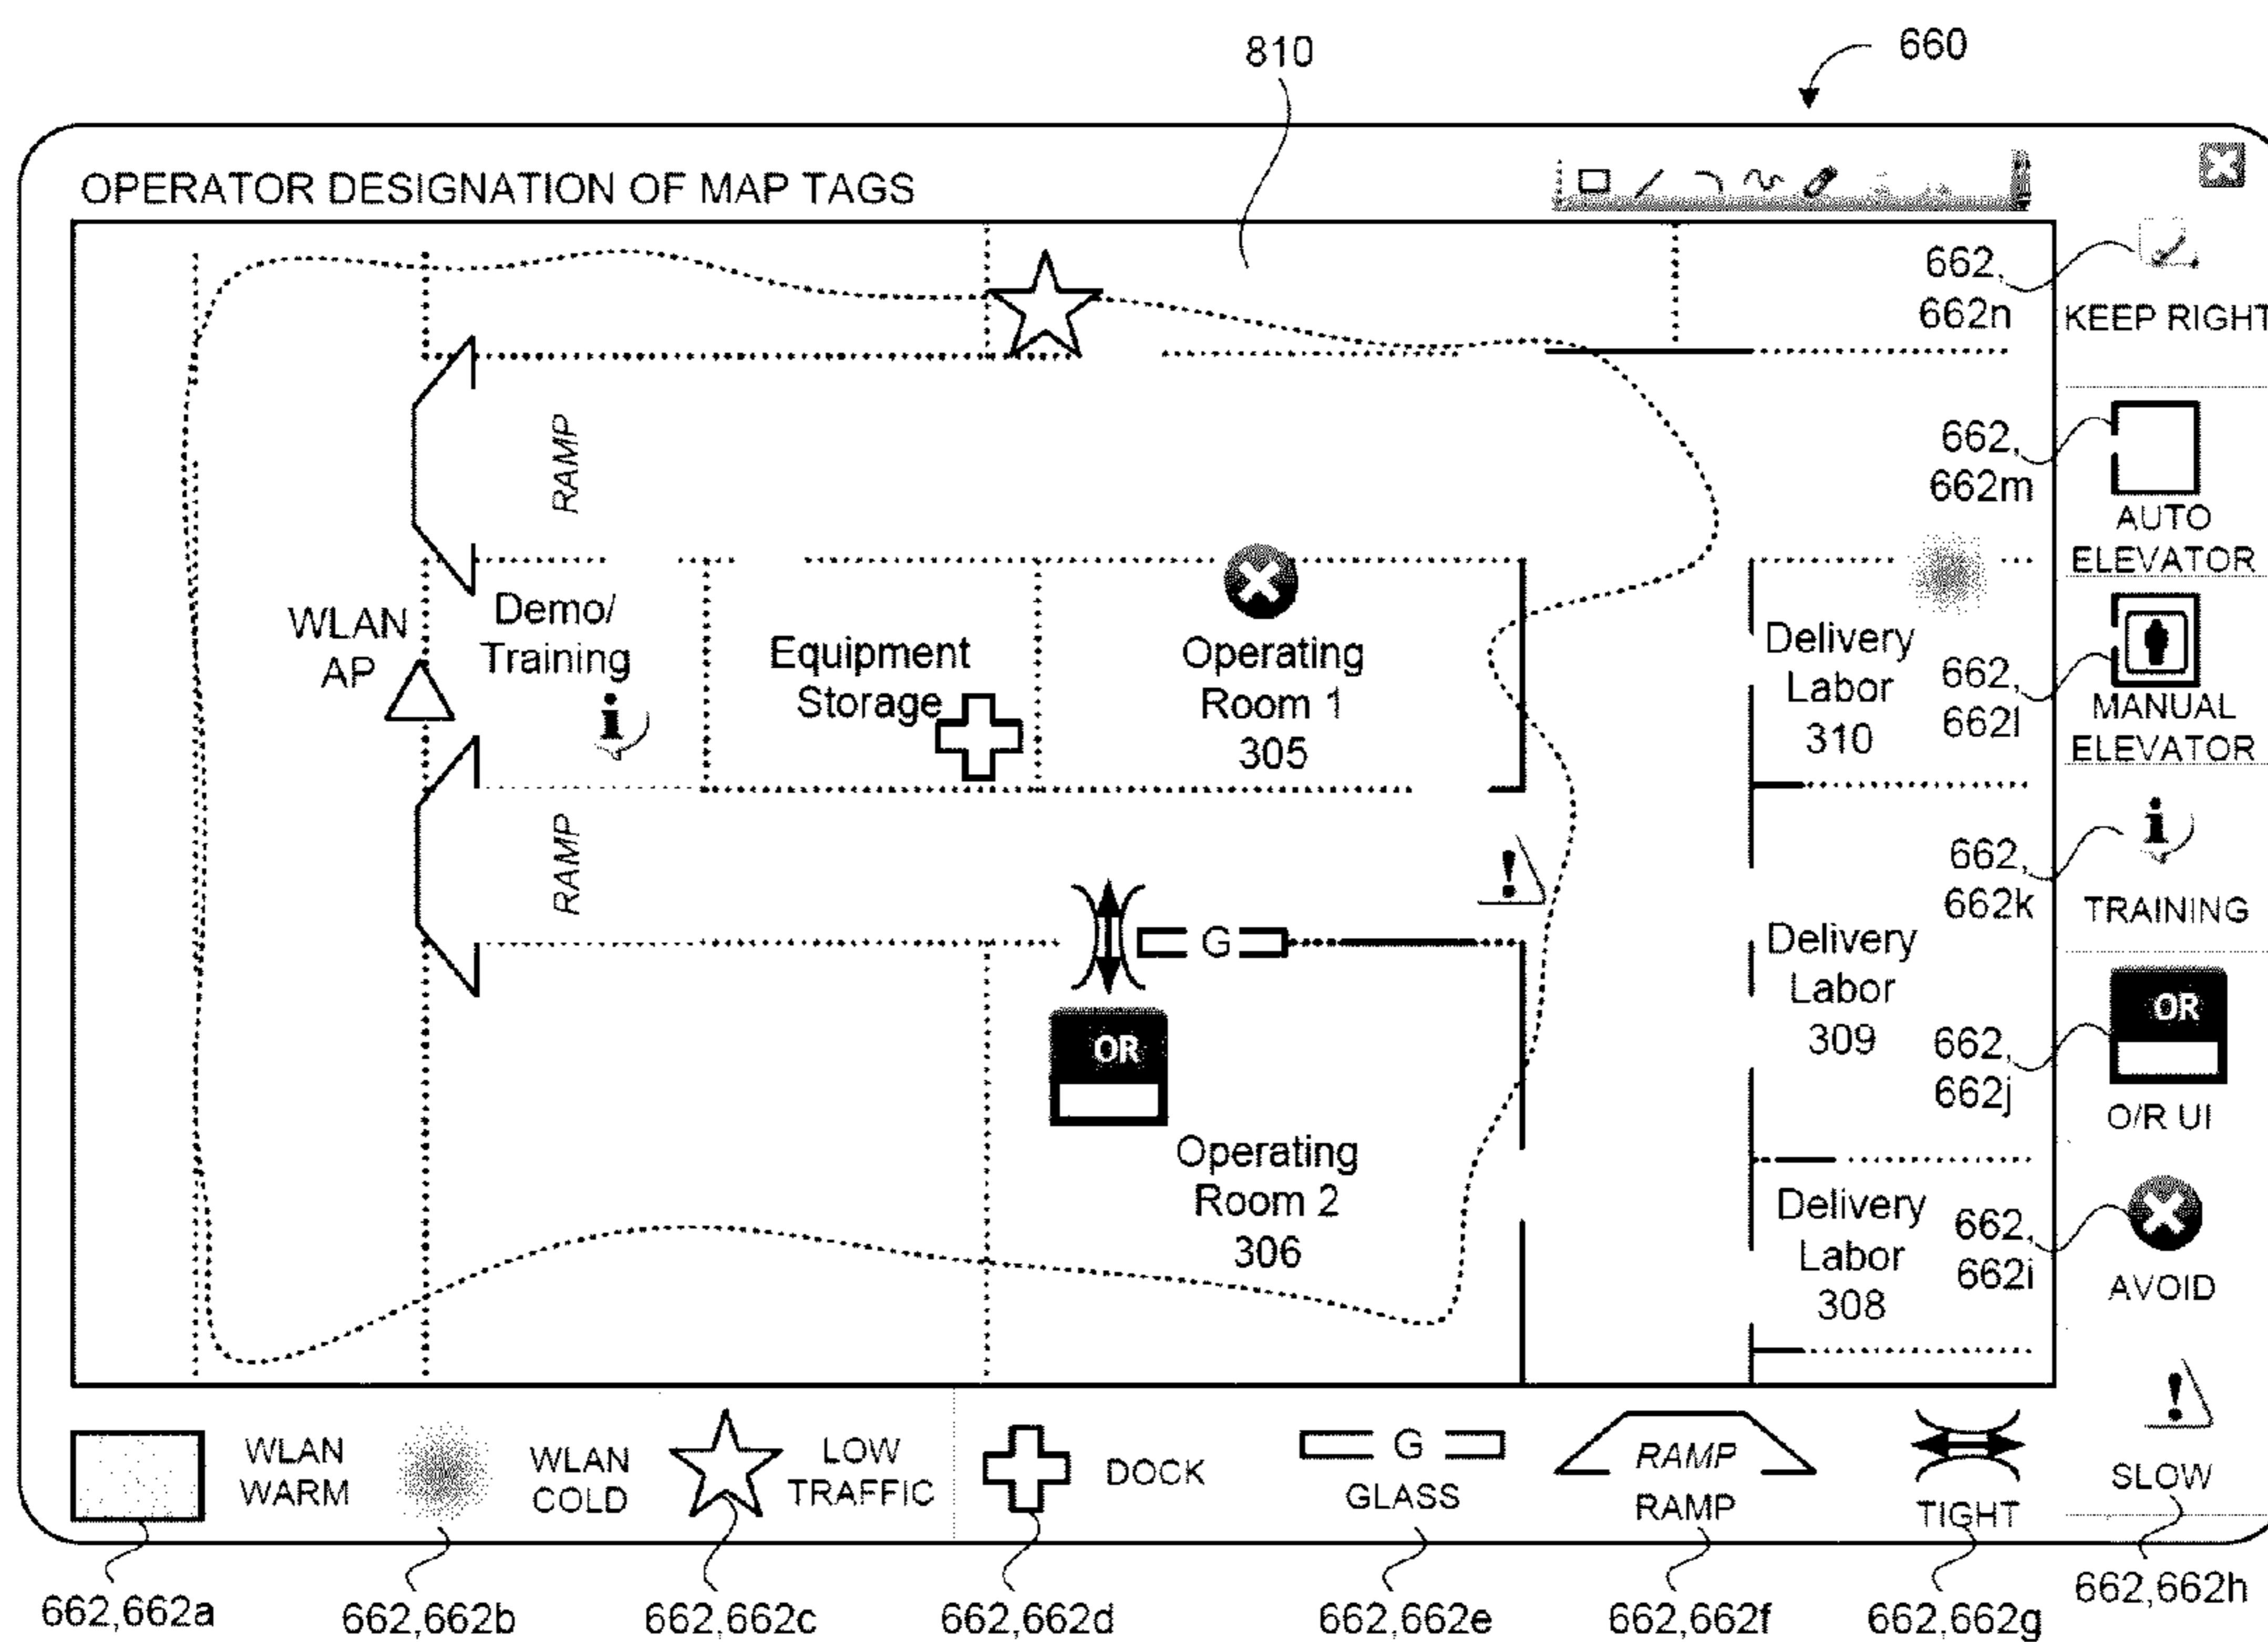 810
660
OPERATOR DESIGNATION OF MAP TAGS
662,
662n
KEEP RIGHT
RAMP
662,
662m
AUTO
ELEVATOR
WLAN
AP
Demo/
Training
i
Equipment
Storage
Operating
Room 1
305
Delivery
Labor
310
662,
662l
MANUAL
ELEVATOR
RAMP
!
662,
662k
i
TRAINING
G
Delivery
Labor
309
OR
662,
662j
OR
O/R UI
Operating
Room 2
306
Delivery
Labor
308
662,
662i
AVOID
WLAN
WARM
WLAN
COLD
LOW
TRAFFIC
DOCK
G
GLASS
RAMP
RAMP
TIGHT
!
SLOW
662,662a
662,662b
662,662c
662,662d
662,662e
662,662f
662,662g
662,662h